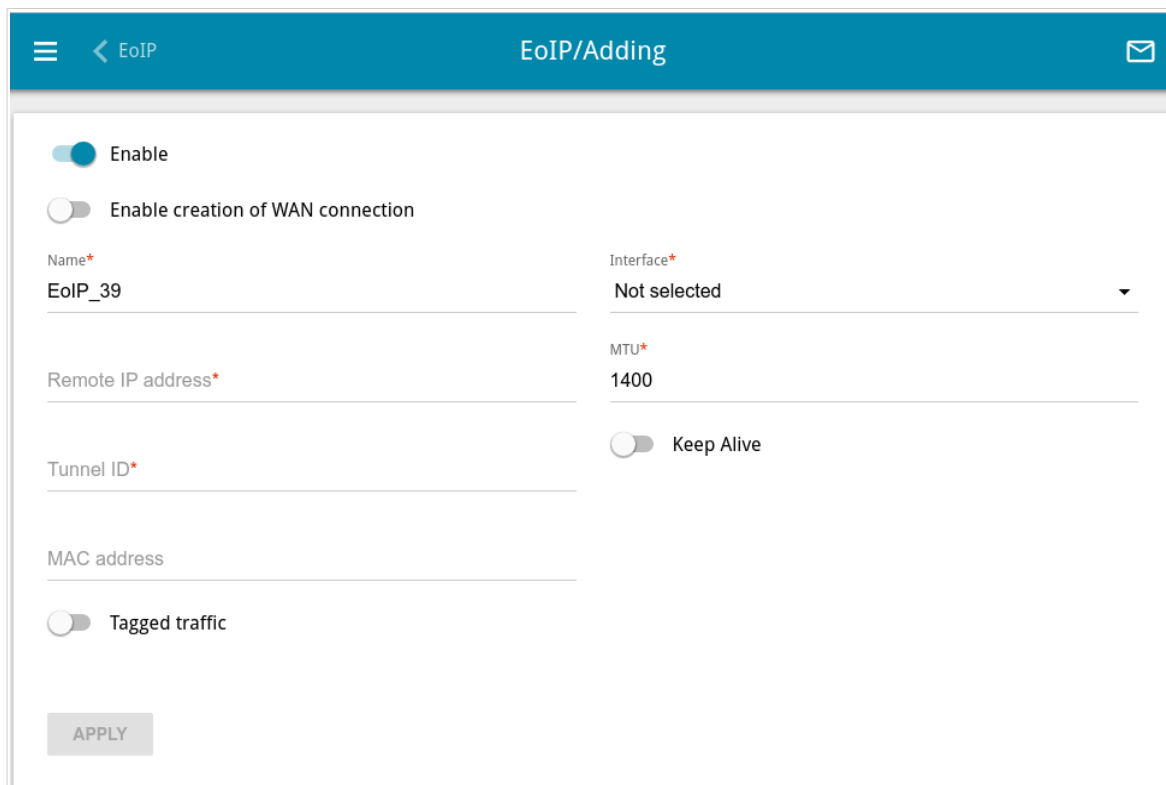 EoIP
EoIP/Adding
Enable
Enable creation of WAN connection
Name*
EoIP_39
Interface*
Not selected
Remote IP address*
MTU*
1400
Keep Alive
Tunnel ID*
MAC address
Tagged traffic
APPLY